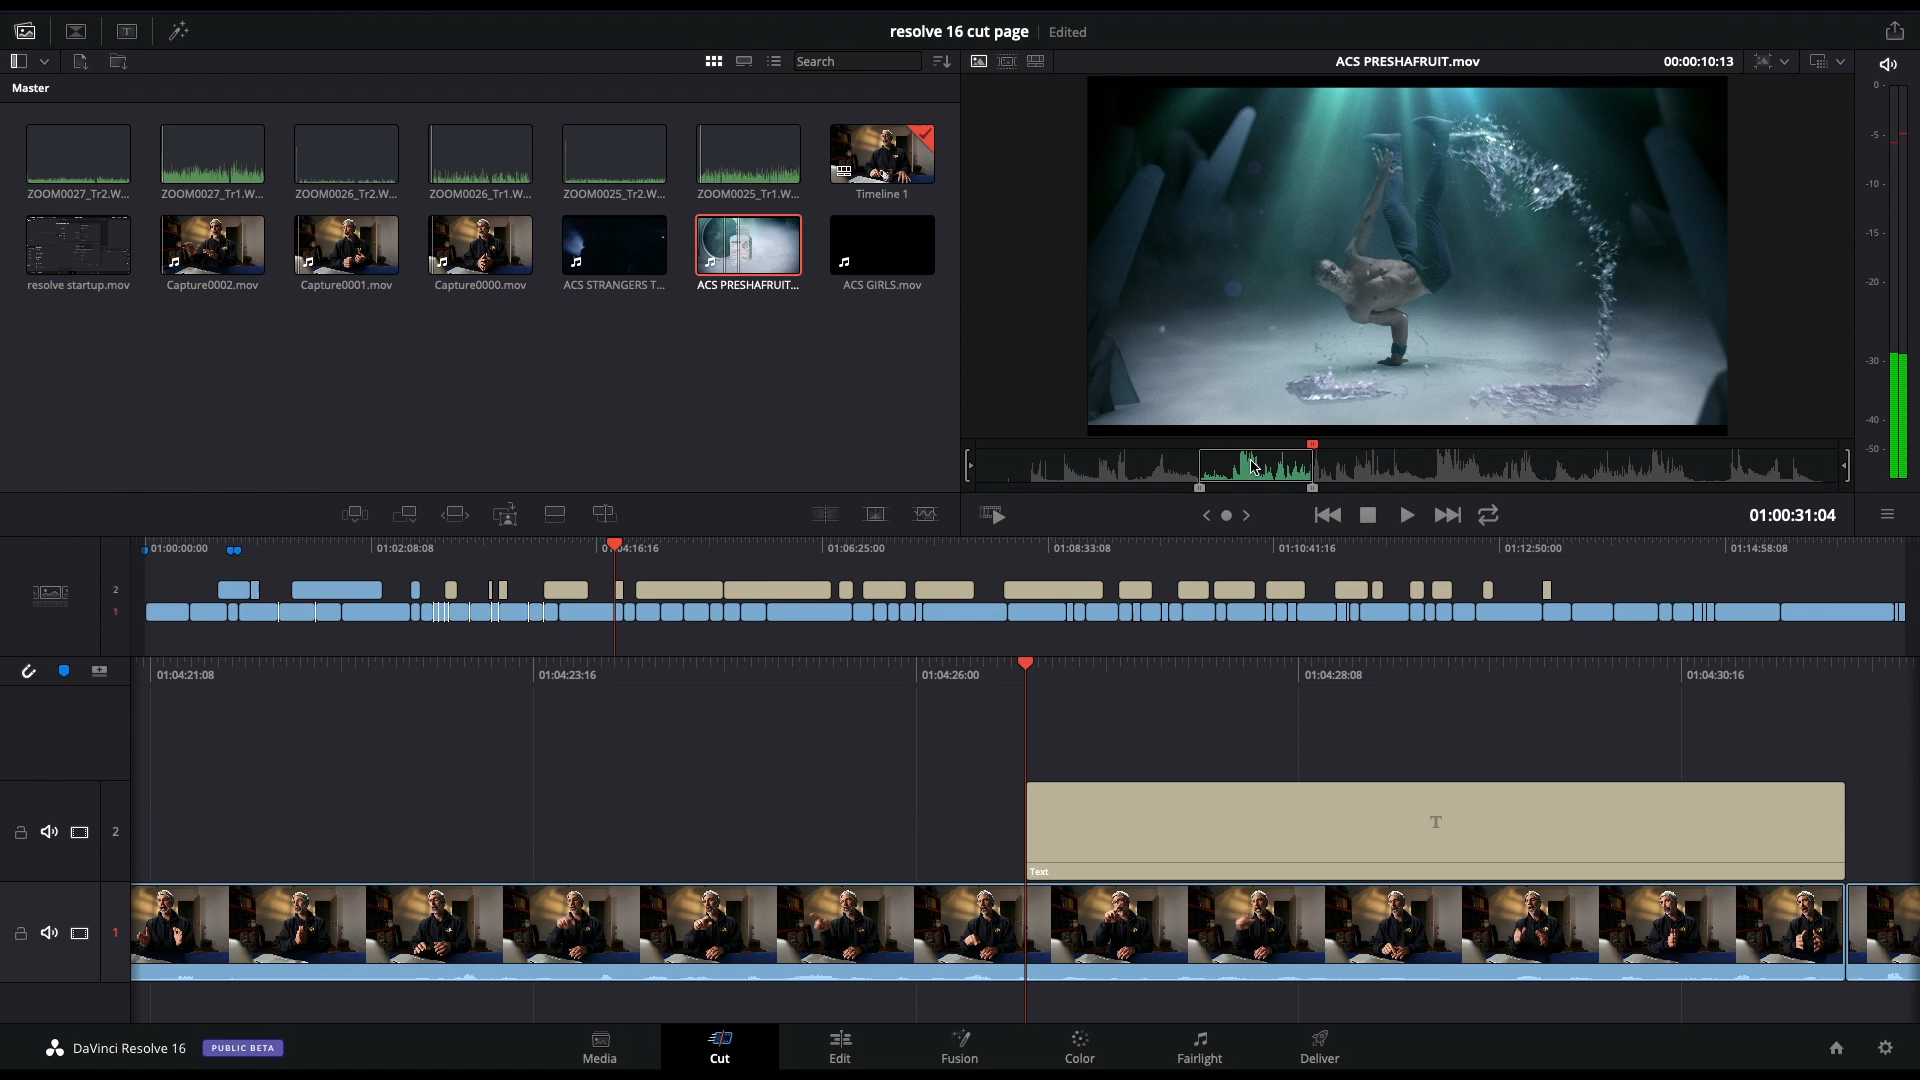 resolve 16 cut page Edited
Search
ACS PRESHAFRUIT.mov 00:00:10:13
Master
0
-5
-10
-15
-20
-30
-40
-50
ZOOM0027_Tr2.W... ZOOM0027_Tr1.W... ZOOM0026_Tr2.W... ZOOM0026_Tr1.W... ZOOM0025_Tr2.W... ZOOM0025_Tr1.W... Timeline 1
resolve startup.mov Capture0002.mov Capture0001.mov Capture0000.mov ACS STRANGERS T... ACS PRESHAFRUIT... ACS GIRLS.mov
01:00:31:04
01:00:00:00 01:02:08:08 01:04:16:16 01:06:25:00 01:08:33:08 01:10:41:16 01:12:50:00 01:14:58:08
2
1
01:04:21:08 01:04:23:16 01:04:26:00 01:04:28:08 01:04:30:16
2
T
Text
1
DaVinci Resolve 16 PUBLIC BETA
Media Cut Edit Fusion Color Fairlight Deliver